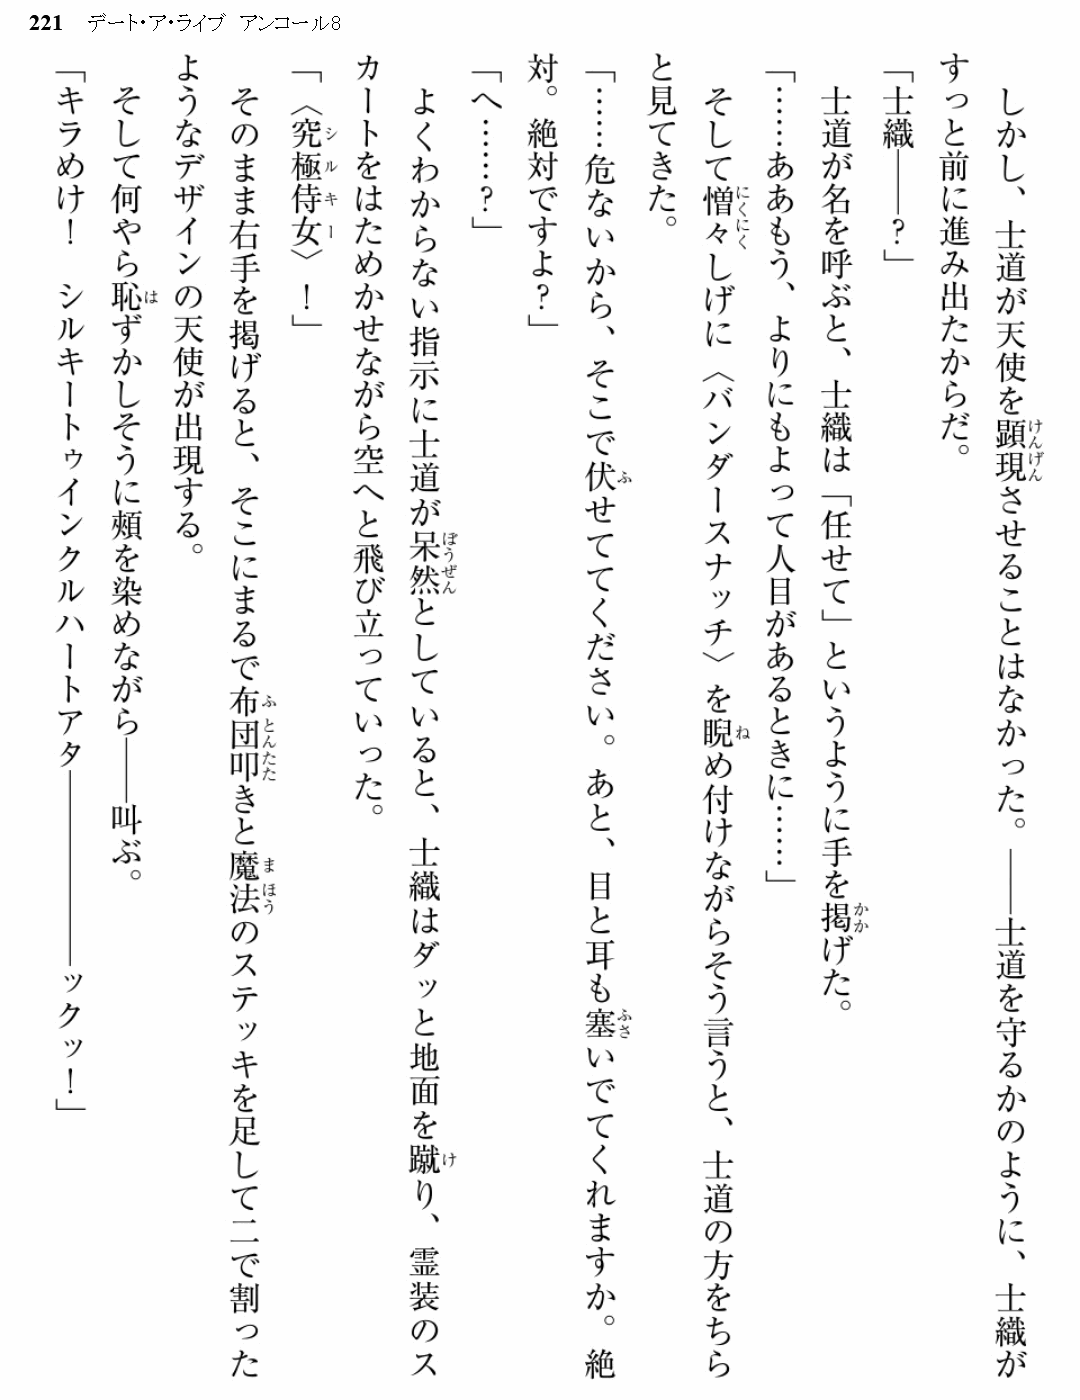 221　デート・ア・ライブ　アンコール8
　しかし、士道が天使を顕現させることはなかった。――士道を守るかのように、士織が
すっと前に進み出たからだ。
「士織――？」
　士道が名を呼ぶと、士織は「任せて」というように手を掲げた。
「……ああもう、よりにもよって人目があるときに……」
　そして憎々しげに〈バンダースナッチ〉を睨め付けながらそう言うと、士道の方をちら
と見てきた。
「……危ないから、そこで伏せててください。あと、目と耳も塞いでてくれますか。絶
対。絶対ですよ？」
「へ……？」
　よくわからない指示に士道が呆然としていると、士織はダッと地面を蹴り、霊装のス
カートをはためかせながら空へと飛び立っていった。
「〈究極侍女〉！」
　そのまま右手を掲げると、そこにまるで布団叩きと魔法のステッキを足して二で割った
ようなデザインの天使が出現する。
　そして何やら恥ずかしそうに頰を染めながら――叫ぶ。
「キラめけ！　シルキートゥインクルハートアタ――――――ックッ！」